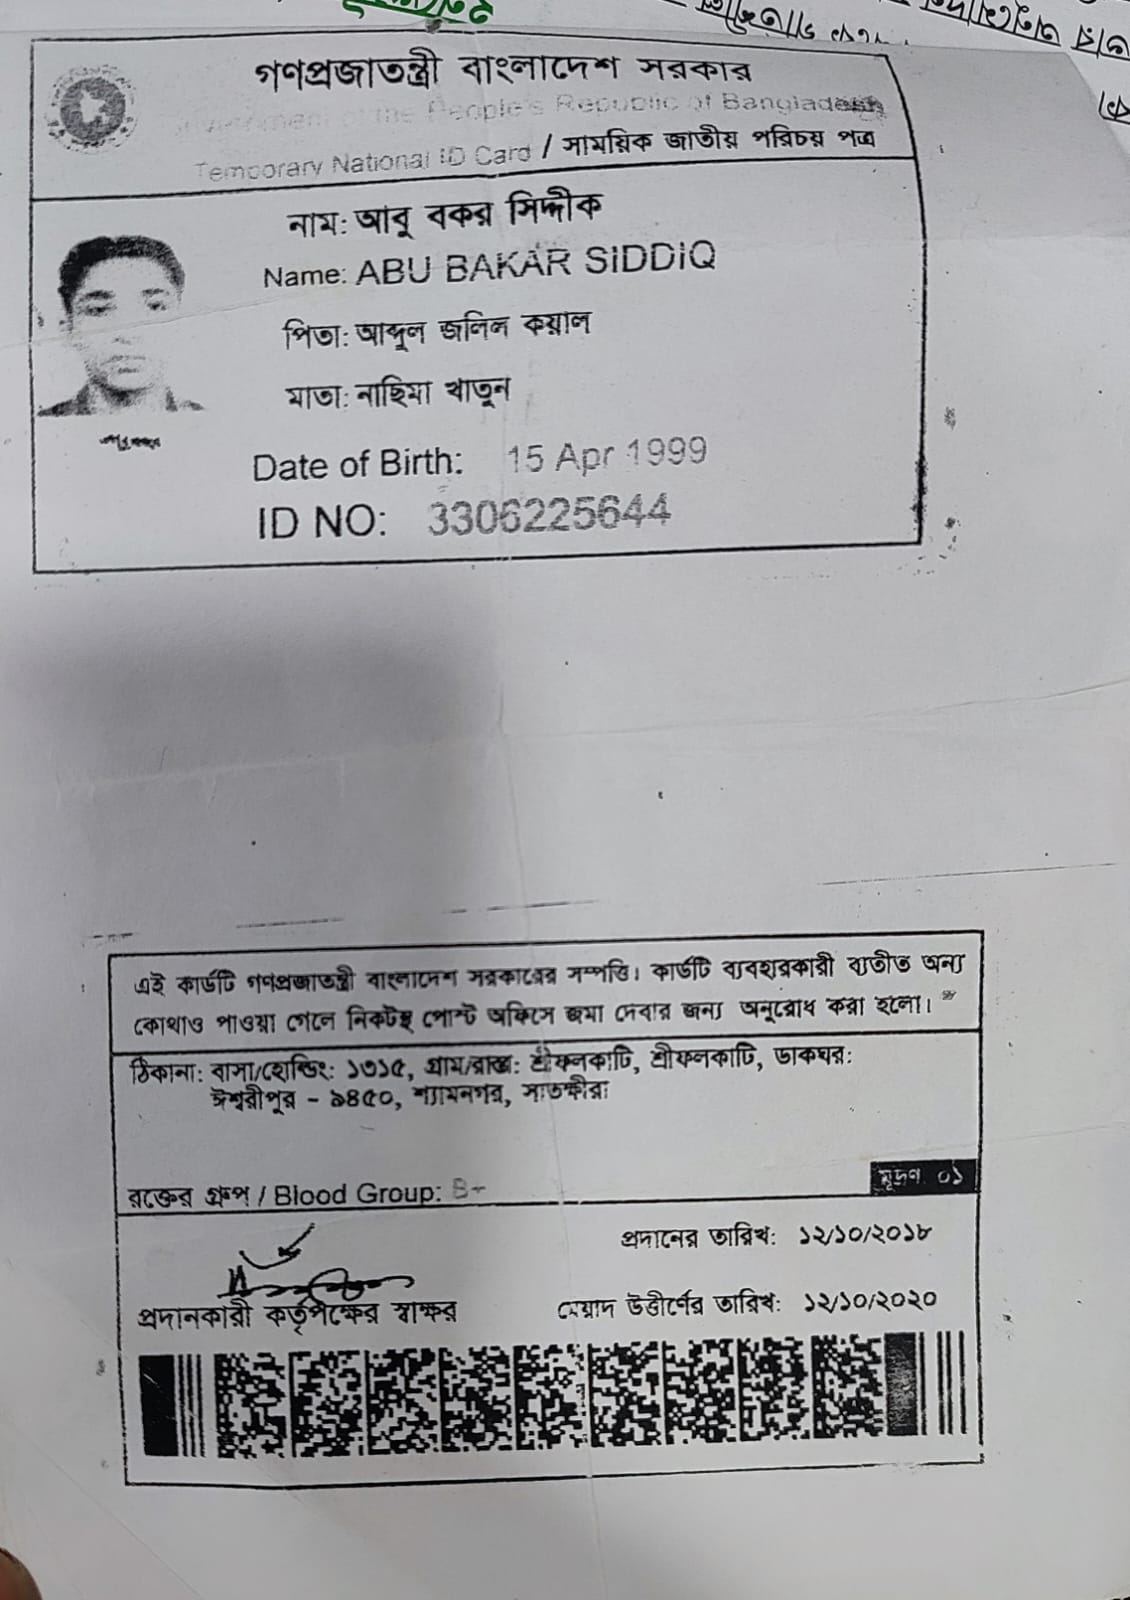 গণপ্রজাতন্ত্রী বাংলাদেশ সরকার
Government of the People's Republic of Bangladesh
Temporary National ID Card / সাময়িক জাতীয় পরিচয় পত্র
নাম: আবু বকর সিদ্দীক
Name: ABU BAKAR SIDDIQ
পিতা: আব্দুল জলিল কয়াল
মাতা: নাছিমা খাতুন
Date of Birth: 15 Apr 1999
ID NO: 3306225644
এই কার্ডটি গণপ্রজাতন্ত্রী বাংলাদেশ সরকারের সম্পত্তি। কার্ডটি ব্যবহারকারী ব্যতীত অন্য
কোথাও পাওয়া গেলে নিকটস্থ পোস্ট অফিসে জমা দেবার জন্য অনুরোধ করা হলো।
ঠিকানা: বাসা/হোল্ডিং: ১৩১৫, গ্রাম/রাস্তা: শ্রীফলকাটি, শ্রীফলকাটি, ডাকঘর:
ঈশ্বরীপুর - ৯৪৫০, শ্যামনগর, সাতক্ষীরা
রক্তের গ্রুপ / Blood Group: B+
মুদ্রণ: ০১
প্রদানের তারিখ: ১২/১০/২০১৮
প্রদানকারী কর্তৃপক্ষের স্বাক্ষর
মেয়াদ উত্তীর্ণের তারিখ: ১২/১০/২০২০